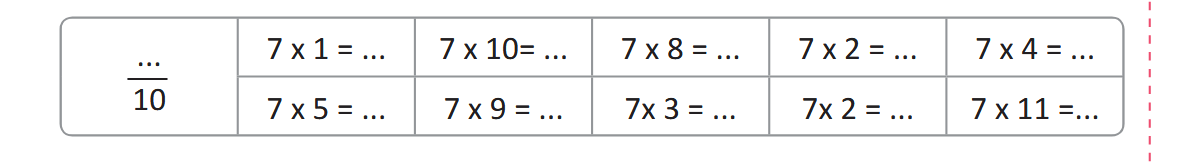 ...
10
7 x 1 = ... 7 x 10= ... 7 x 8 = ... 7 x 2 = ... 7 x 4 = ...
7 x 5 = ... 7 x 9 = ... 7x 3 = ... 7x 2 = ... 7 x 11 =...